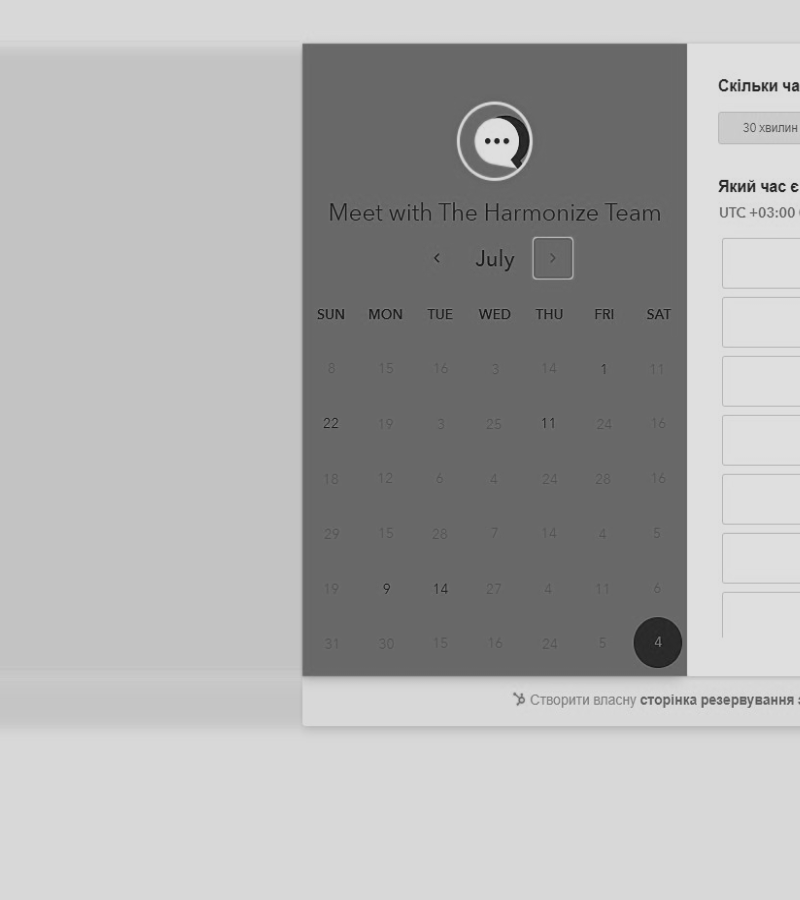 Meet with The Harmonize Team
July
SUN MON TUE WED THU FRI SAT
8 15 16 3 14 1 11
22 19 3 25 11 24 16
18 12 6 4 24 28 16
29 15 28 7 14 4 5
19 9 14 27 4 11 6
31 30 15 16 24 5 4
Скільки ча
30 хвилин
Який час є
UTC +03:00
Створити власну сторінка резервування з